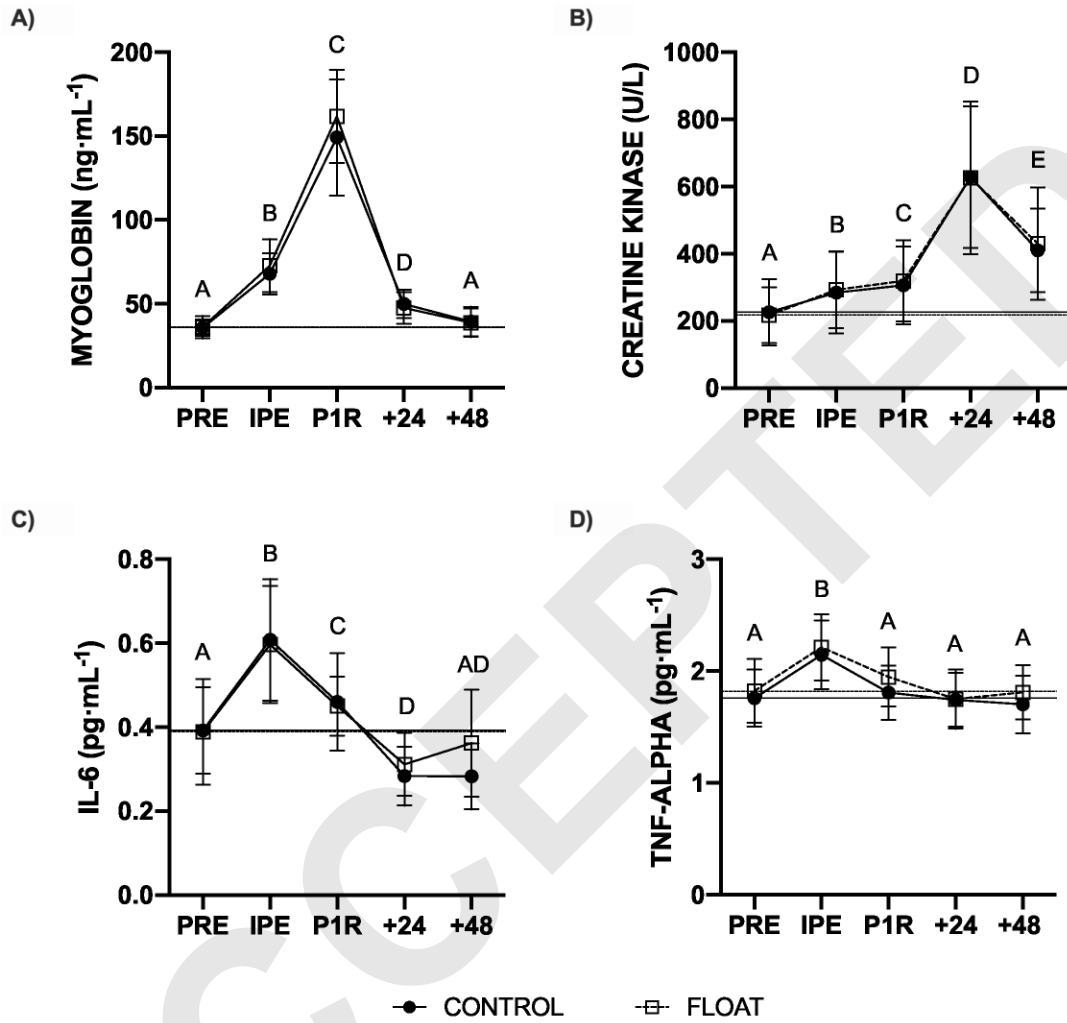 A)
MYOGLOBIN (ng·mL⁻¹)
200
150
100
50
0
A
B
C
D
A
PRE IPE P1R +24 +48
B)
CREATINE KINASE (U/L)
1000
800
600
400
200
0
A
B
C
D
E
PRE IPE P1R +24 +48
C)
IL-6 (pg·mL⁻¹)
0.8
0.6
0.4
0.2
0.0
A
B
C
D
AD
PRE IPE P1R +24 +48
D)
TNF-ALPHA (pg·mL⁻¹)
3
2
1
0
A
B
A
A
A
PRE IPE P1R +24 +48
CONTROL FLOAT
CCEPTED